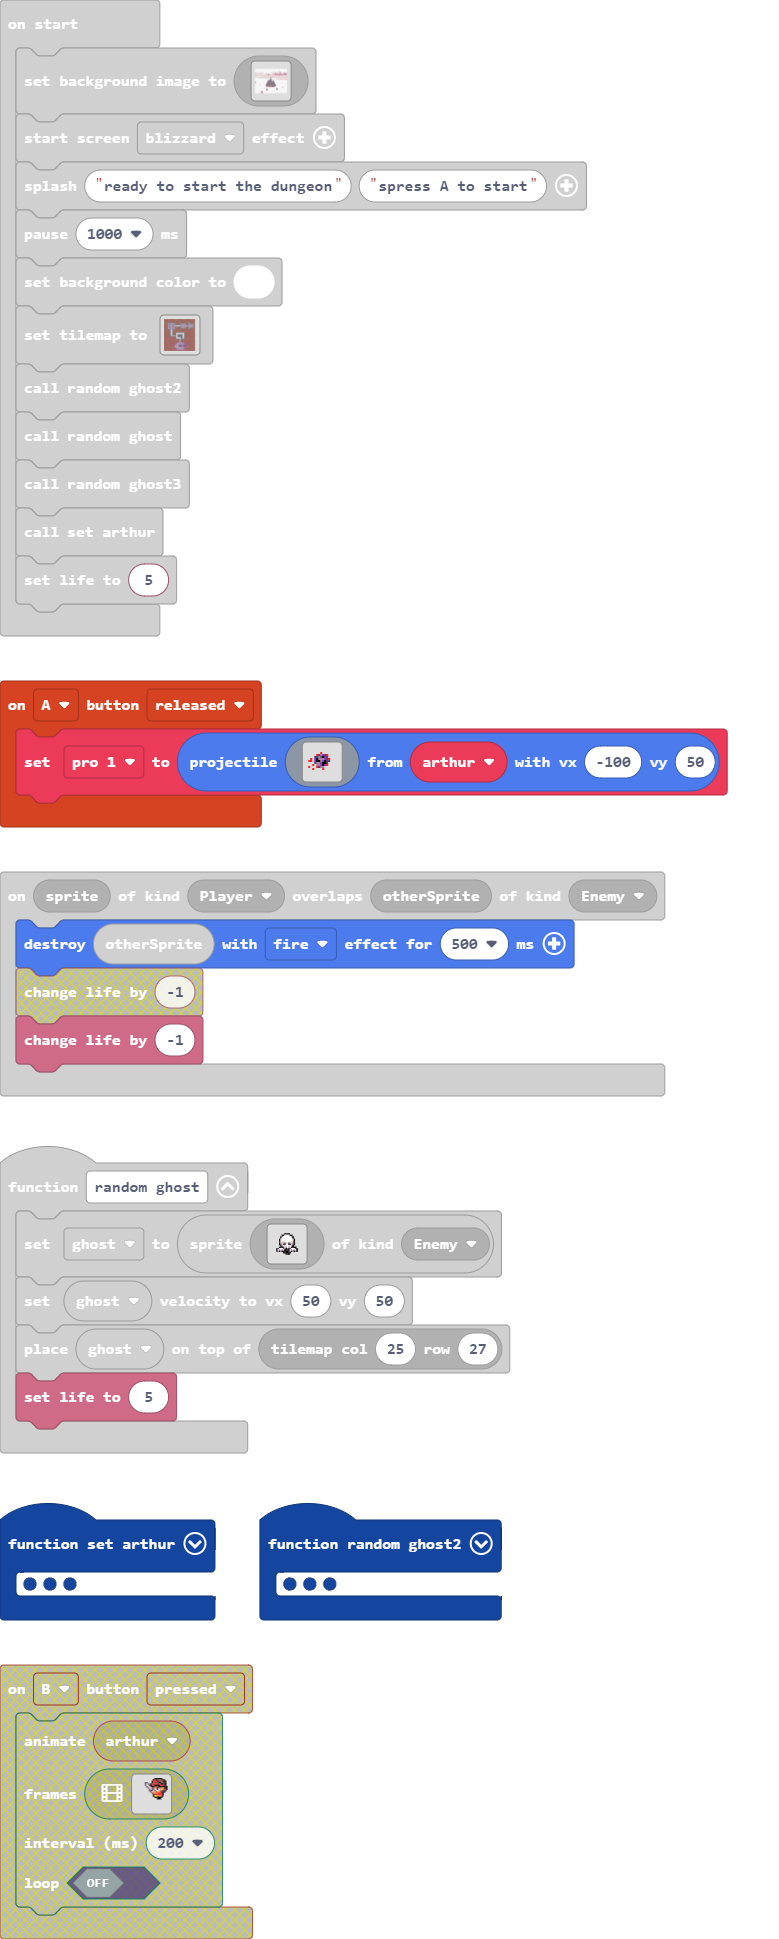 on start
set background image to
start screen blizzard effect
splash "ready to start the dungeon" "spress A to start"
pause 1000 ms
set background color to
set tilemap to
call random ghost2
call random ghost
call random ghost3
call set arthur
set life to 5
on A button released
set pro 1 to projectile from arthur with vx -100 vy 50
on sprite of kind Player overlaps otherSprite of kind Enemy
destroy otherSprite with fire effect for 500 ms
change life by -1
change life by -1
function random ghost
set ghost to sprite of kind Enemy
set ghost velocity to vx 50 vy 50
place ghost on top of tilemap col 25 row 27
set life to 5
function set arthur
function random ghost2
on B button pressed
animate arthur
frames
interval (ms) 200
loop OFF